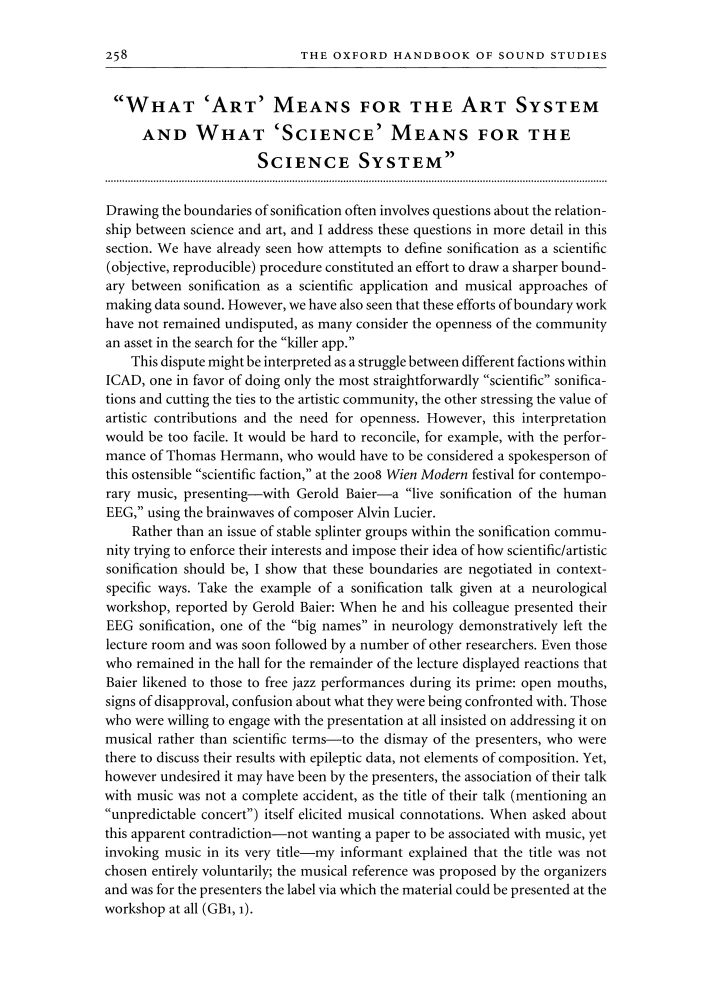 258 THE OXFORD HANDBOOK OF SOUND STUDIES
“What ‘Art’ Means for the Art System
and What ‘Science’ Means for the
Science System”
Drawing the boundaries of sonification often involves questions about the relation-
ship between science and art, and I address these questions in more detail in this
section. We have already seen how attempts to define sonification as a scientific
(objective, reproducible) procedure constituted an effort to draw a sharper bound-
ary between sonification as a scientific application and musical approaches of
making data sound. However, we have also seen that these efforts of boundary work
have not remained undisputed, as many consider the openness of the community
an asset in the search for the “killer app.”
This dispute might be interpreted as a struggle between different factions within
ICAD, one in favor of doing only the most straightforwardly “scientific” sonifica-
tions and cutting the ties to the artistic community, the other stressing the value of
artistic contributions and the need for openness. However, this interpretation
would be too facile. It would be hard to reconcile, for example, with the perfor-
mance of Thomas Hermann, who would have to be considered a spokesperson of
this ostensible “scientific faction,” at the 2008 Wien Modern festival for contempo-
rary music, presenting—with Gerold Baier—a “live sonification of the human
EEG,” using the brainwaves of composer Alvin Lucier.
Rather than an issue of stable splinter groups within the sonification commu-
nity trying to enforce their interests and impose their idea of how scientific/artistic
sonification should be, I show that these boundaries are negotiated in context-
specific ways. Take the example of a sonification talk given at a neurological
workshop, reported by Gerold Baier: When he and his colleague presented their
EEG sonification, one of the “big names” in neurology demonstratively left the
lecture room and was soon followed by a number of other researchers. Even those
who remained in the hall for the remainder of the lecture displayed reactions that
Baier likened to those to free jazz performances during its prime: open mouths,
signs of disapproval, confusion about what they were being confronted with. Those
who were willing to engage with the presentation at all insisted on addressing it on
musical rather than scientific terms—to the dismay of the presenters, who were
there to discuss their results with epileptic data, not elements of composition. Yet,
however undesired it may have been by the presenters, the association of their talk
with music was not a complete accident, as the title of their talk (mentioning an
“unpredictable concert”) itself elicited musical connotations. When asked about
this apparent contradiction—not wanting a paper to be associated with music, yet
invoking music in its very title—my informant explained that the title was not
chosen entirely voluntarily; the musical reference was proposed by the organizers
and was for the presenters the label via which the material could be presented at the
workshop at all (GB1, 1).